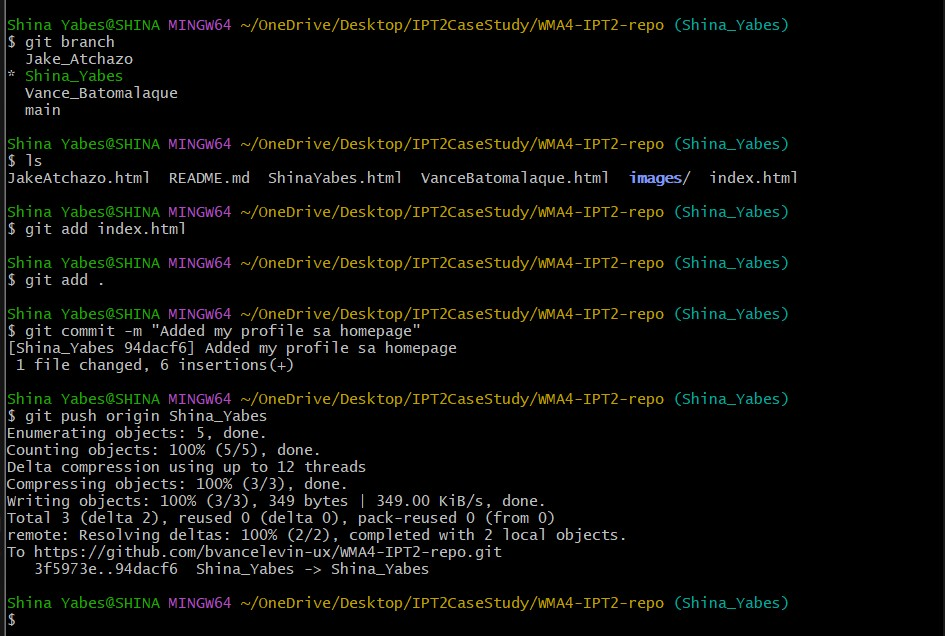 Shina Yabes@SHINA MINGW64 ~/OneDrive/Desktop/IPT2CaseStudy/WMA4-IPT2-repo (Shina_Yabes)
$ git branch
  Jake_Atchazo
* Shina_Yabes
  Vance_Batomalaque
  main

Shina Yabes@SHINA MINGW64 ~/OneDrive/Desktop/IPT2CaseStudy/WMA4-IPT2-repo (Shina_Yabes)
$ ls
JakeAtchazo.html  README.md  ShinaYabes.html  VanceBatomalaque.html  images/  index.html

Shina Yabes@SHINA MINGW64 ~/OneDrive/Desktop/IPT2CaseStudy/WMA4-IPT2-repo (Shina_Yabes)
$ git add index.html

Shina Yabes@SHINA MINGW64 ~/OneDrive/Desktop/IPT2CaseStudy/WMA4-IPT2-repo (Shina_Yabes)
$ git add .

Shina Yabes@SHINA MINGW64 ~/OneDrive/Desktop/IPT2CaseStudy/WMA4-IPT2-repo (Shina_Yabes)
$ git commit -m "Added my profile sa homepage"
[Shina_Yabes 94dacf6] Added my profile sa homepage
 1 file changed, 6 insertions(+)

Shina Yabes@SHINA MINGW64 ~/OneDrive/Desktop/IPT2CaseStudy/WMA4-IPT2-repo (Shina_Yabes)
$ git push origin Shina_Yabes
Enumerating objects: 5, done.
Counting objects: 100% (5/5), done.
Delta compression using up to 12 threads
Compressing objects: 100% (3/3), done.
Writing objects: 100% (3/3), 349 bytes | 349.00 KiB/s, done.
Total 3 (delta 2), reused 0 (delta 0), pack-reused 0 (from 0)
remote: Resolving deltas: 100% (2/2), completed with 2 local objects.
To https://github.com/bvancelevin-ux/WMA4-IPT2-repo.git
   3f5973e..94dacf6  Shina_Yabes -> Shina_Yabes

Shina Yabes@SHINA MINGW64 ~/OneDrive/Desktop/IPT2CaseStudy/WMA4-IPT2-repo (Shina_Yabes)
$